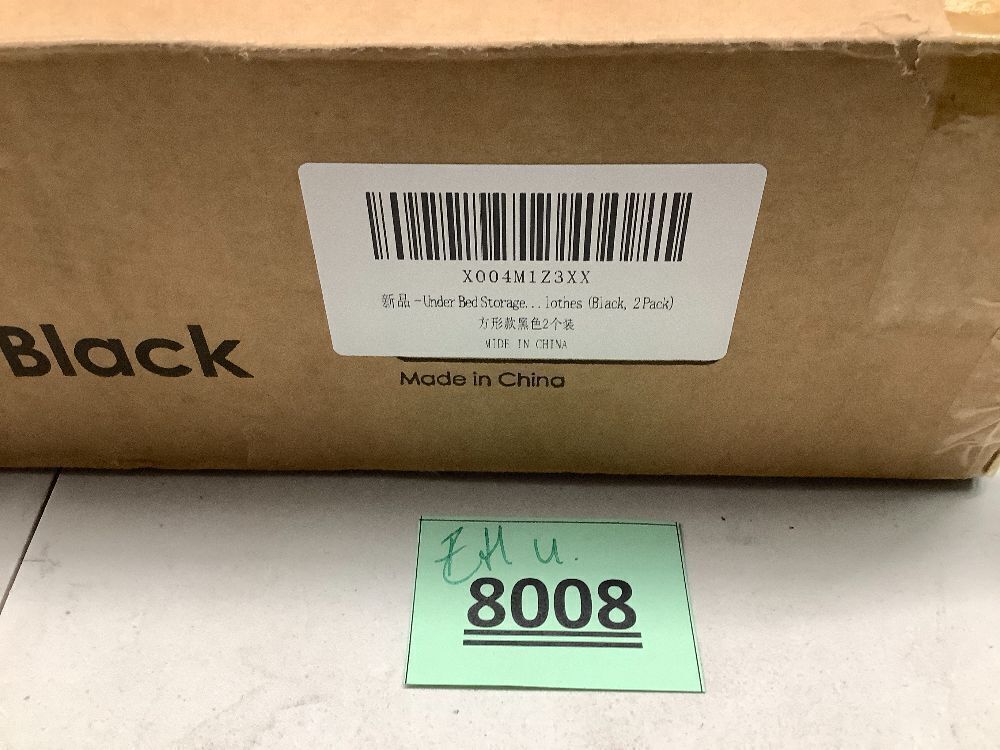 X004M1Z3XX
新品 -Under Bed Storage...lothes (Black, 2 Pack)
方形款黑色2个装
MADE IN CHINA
Black
Made in China
8008